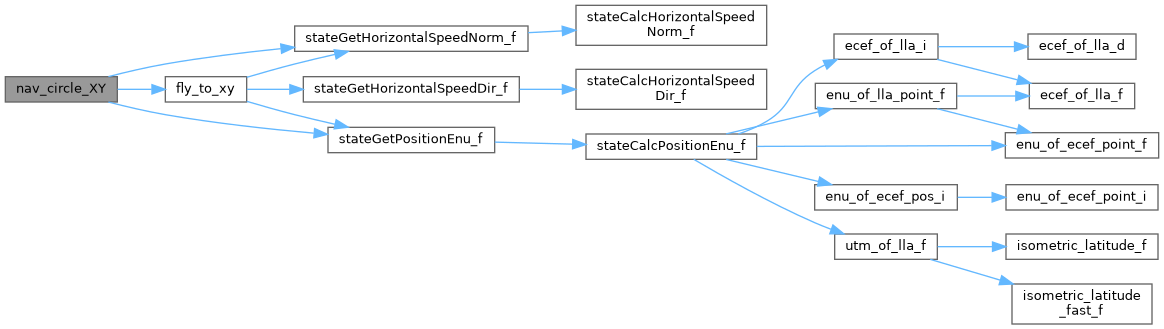 nav_circle_XY
fly_to_xy
stateGetHorizontalSpeedNorm_f
stateGetHorizontalSpeedDir_f
stateGetPositionEnu_f
stateCalcHorizontalSpeed
Norm_f
stateCalcHorizontalSpeed
Dir_f
stateCalcPositionEnu_f
ecef_of_lla_i
enu_of_lla_point_f
enu_of_ecef_pos_i
utm_of_lla_f
ecef_of_lla_d
ecef_of_lla_f
enu_of_ecef_point_f
enu_of_ecef_point_i
isometric_latitude_f
isometric_latitude
_fast_f